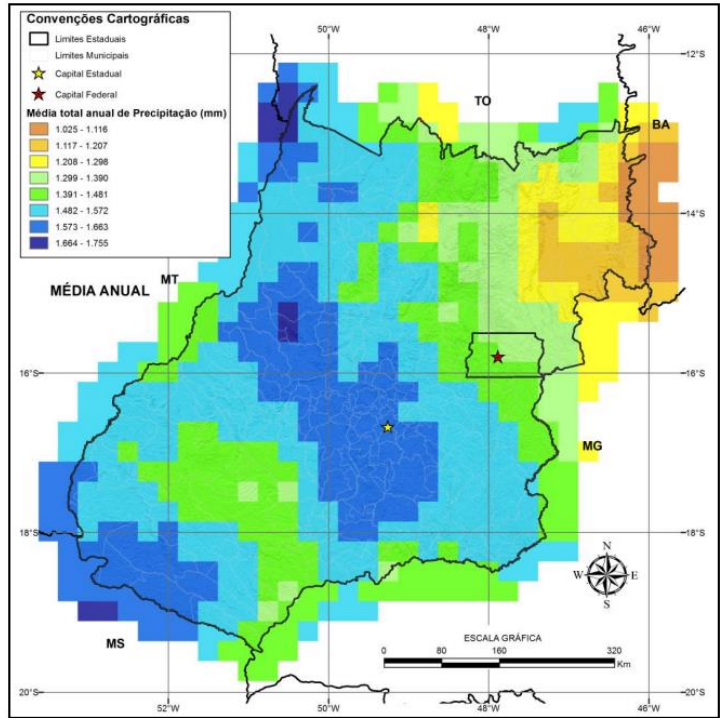 50°W
48°W
46°W
Convenções Cartográficas
Limites Estaduais
Limites Municipais
Capital Estadual
Capital Federal
Média total anual de Precipitação (mm)
1.025 - 1.116
1.117 - 1.207
1.208 - 1.298
1.299 - 1.390
1.391 - 1.481
1.482 - 1.572
1.573 - 1.663
1.664 - 1.755
12°S
TO
BA
14°S
MT
MÉDIA ANUAL
16°S
16°S
MG
18°S
18°S
N
W
E
S
MS
ESCALA GRÁFICA
0
80
160
320
Km
20°S
20°S
52°W
50°W
48°W
46°W